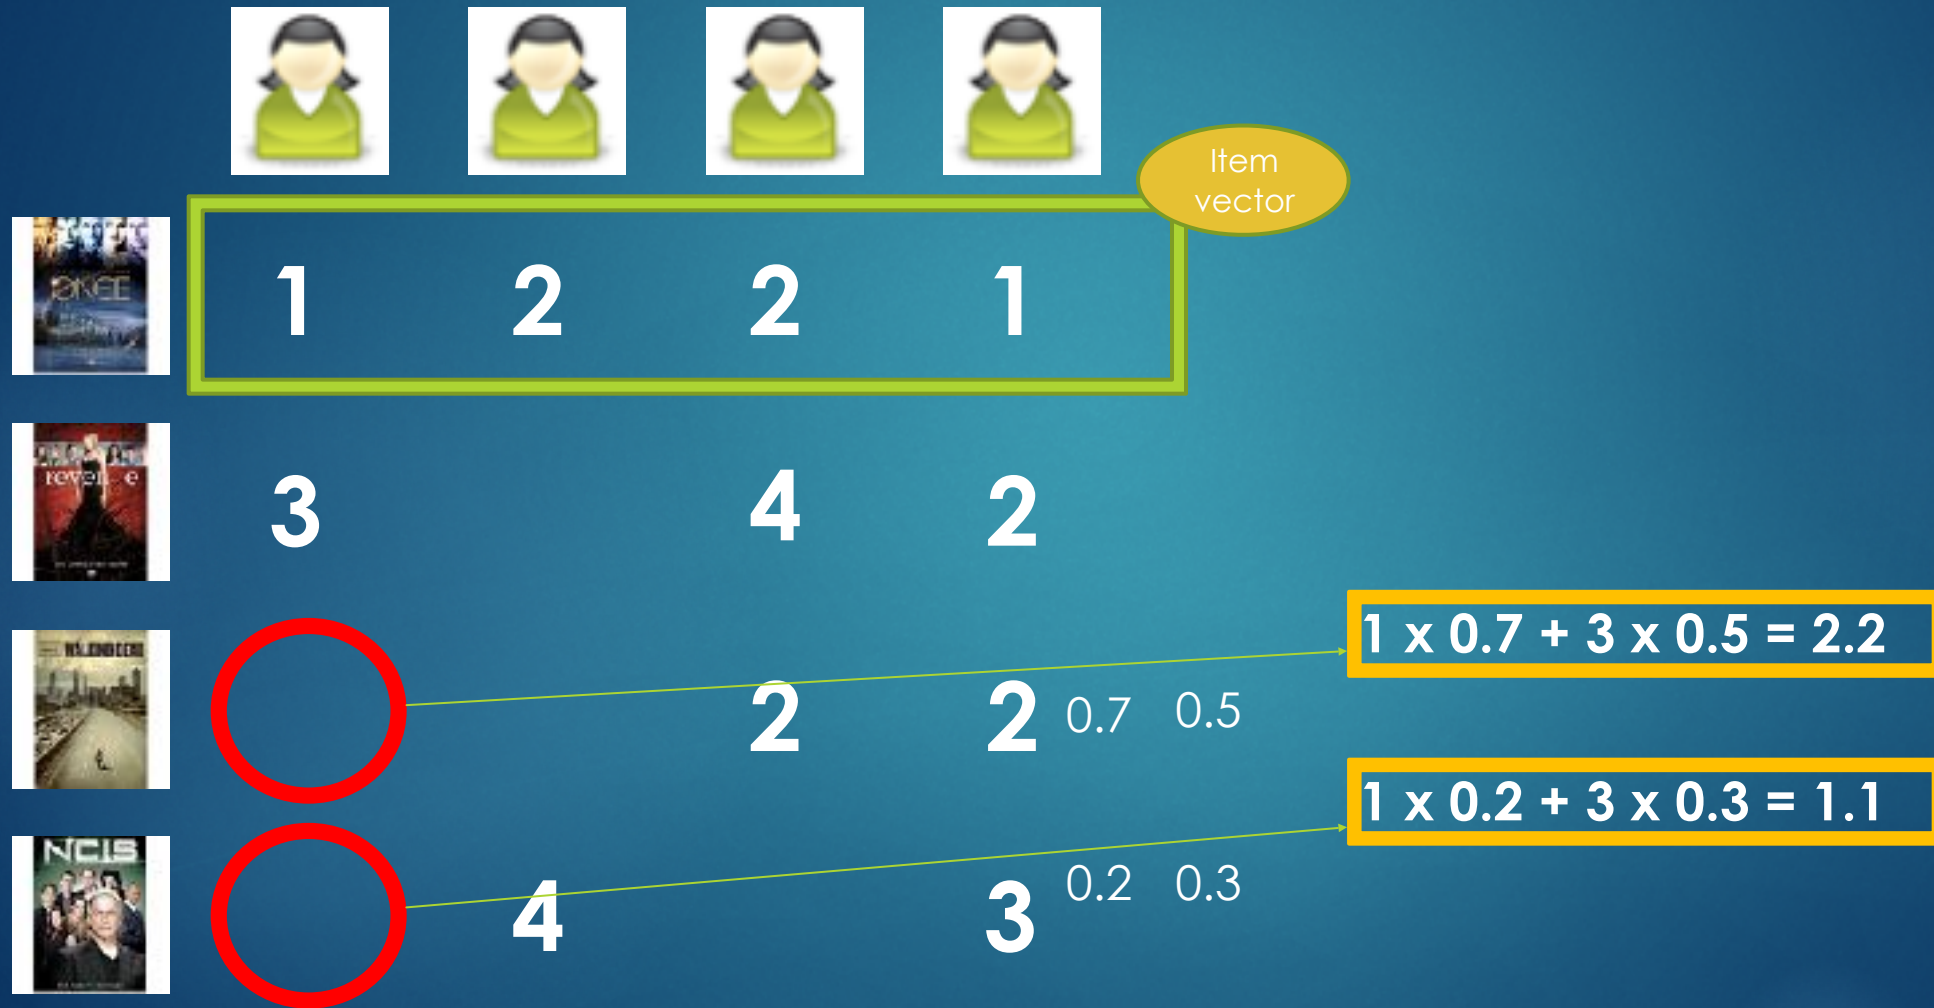 Item
vector
1 2 2 1
3 4 2
1 x 0.7 + 3 x 0.5 = 2.2
2 2 0.7 0.5
1 x 0.2 + 3 x 0.3 = 1.1
NCIS
4 3 0.2 0.3